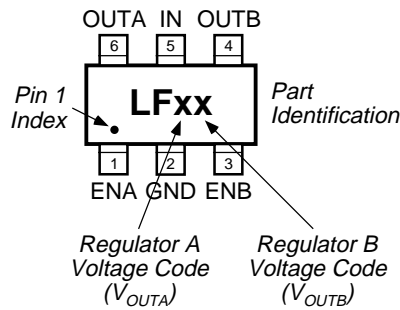 OUTA IN OUTB
6 5 4
Pin 1
Index
LFxx
Part
Identification
1 2 3
ENA GND ENB
Regulator A
Voltage Code
(VOUTA)
Regulator B
Voltage Code
(VOUTB)